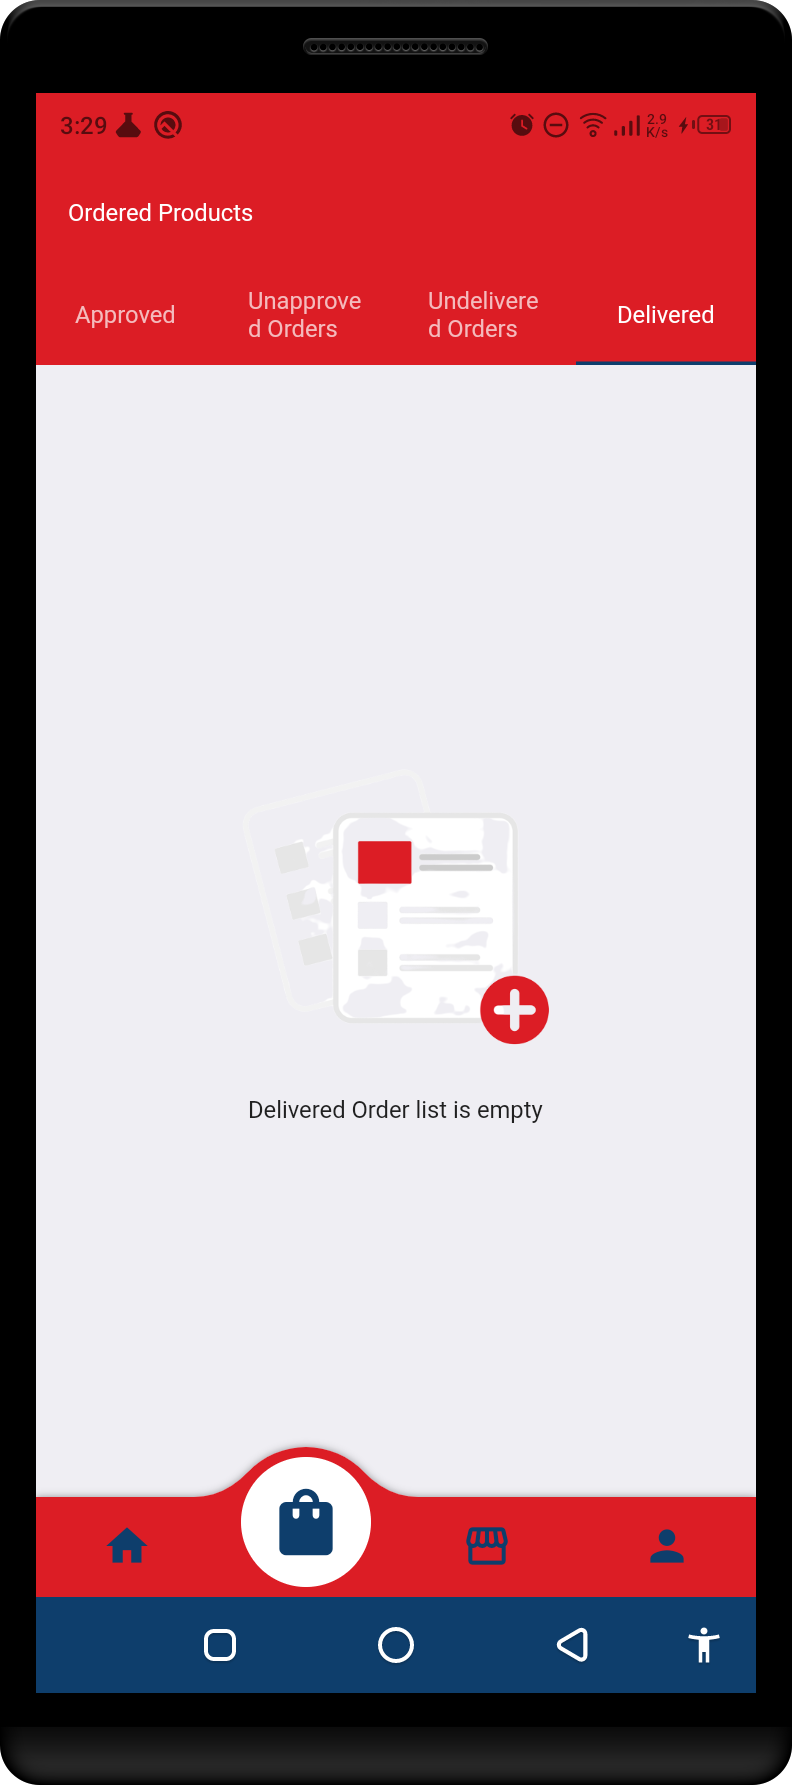 3:29
2.9
K/s
31
Ordered Products
Approved
Unapprove
d Orders
Undelivere
d Orders
Delivered
Delivered Order list is empty